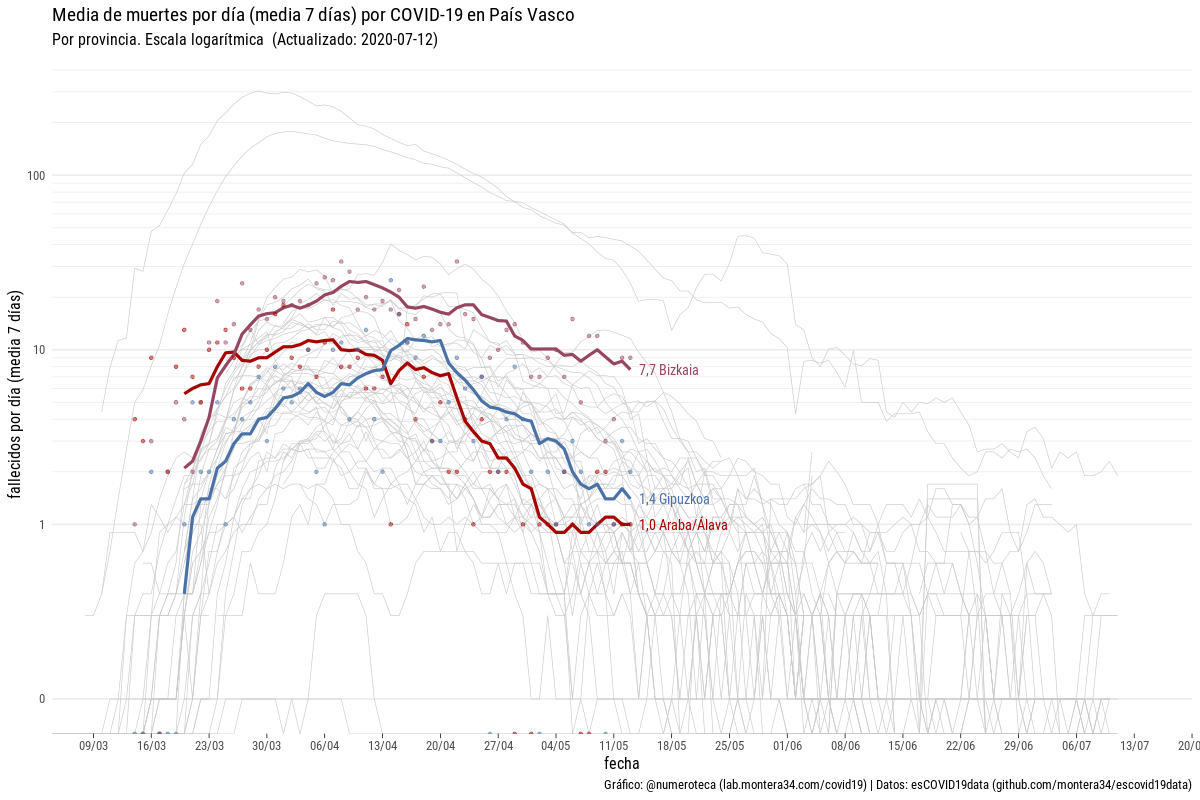 Media de muertes por día (media 7 días) por COVID-19 en País Vasco
Por provincia. Escala logarítmica  (Actualizado: 2020-07-12)
fallecidos por día (media  7 días)
100
10
1
0
7,7 Bizkaia
1,4 Gipuzkoa
1,0 Araba/Álava
09/03 16/03 23/03 30/03 06/04 13/04 20/04 27/04 04/05 11/05 18/05 25/05 01/06 08/06 15/06 22/06 29/06 06/07 13/07 20/0
fecha
Gráfico: @numeroteca (lab.montera34.com/covid19) | Datos: esCOVID19data (github.com/montera34/escovid19data)